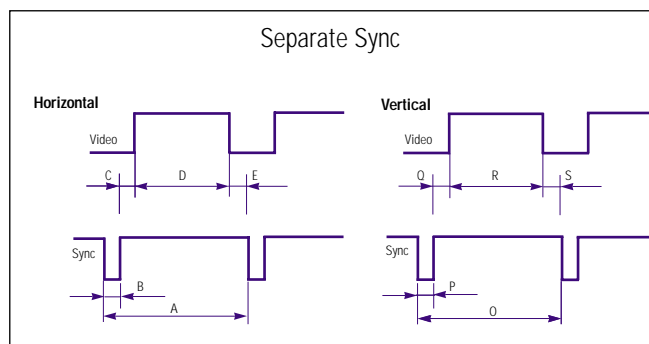 Separate Sync
Horizontal
Vertical
Video
Video
C D E
Q R S
Sync
Sync
B
P
A
O